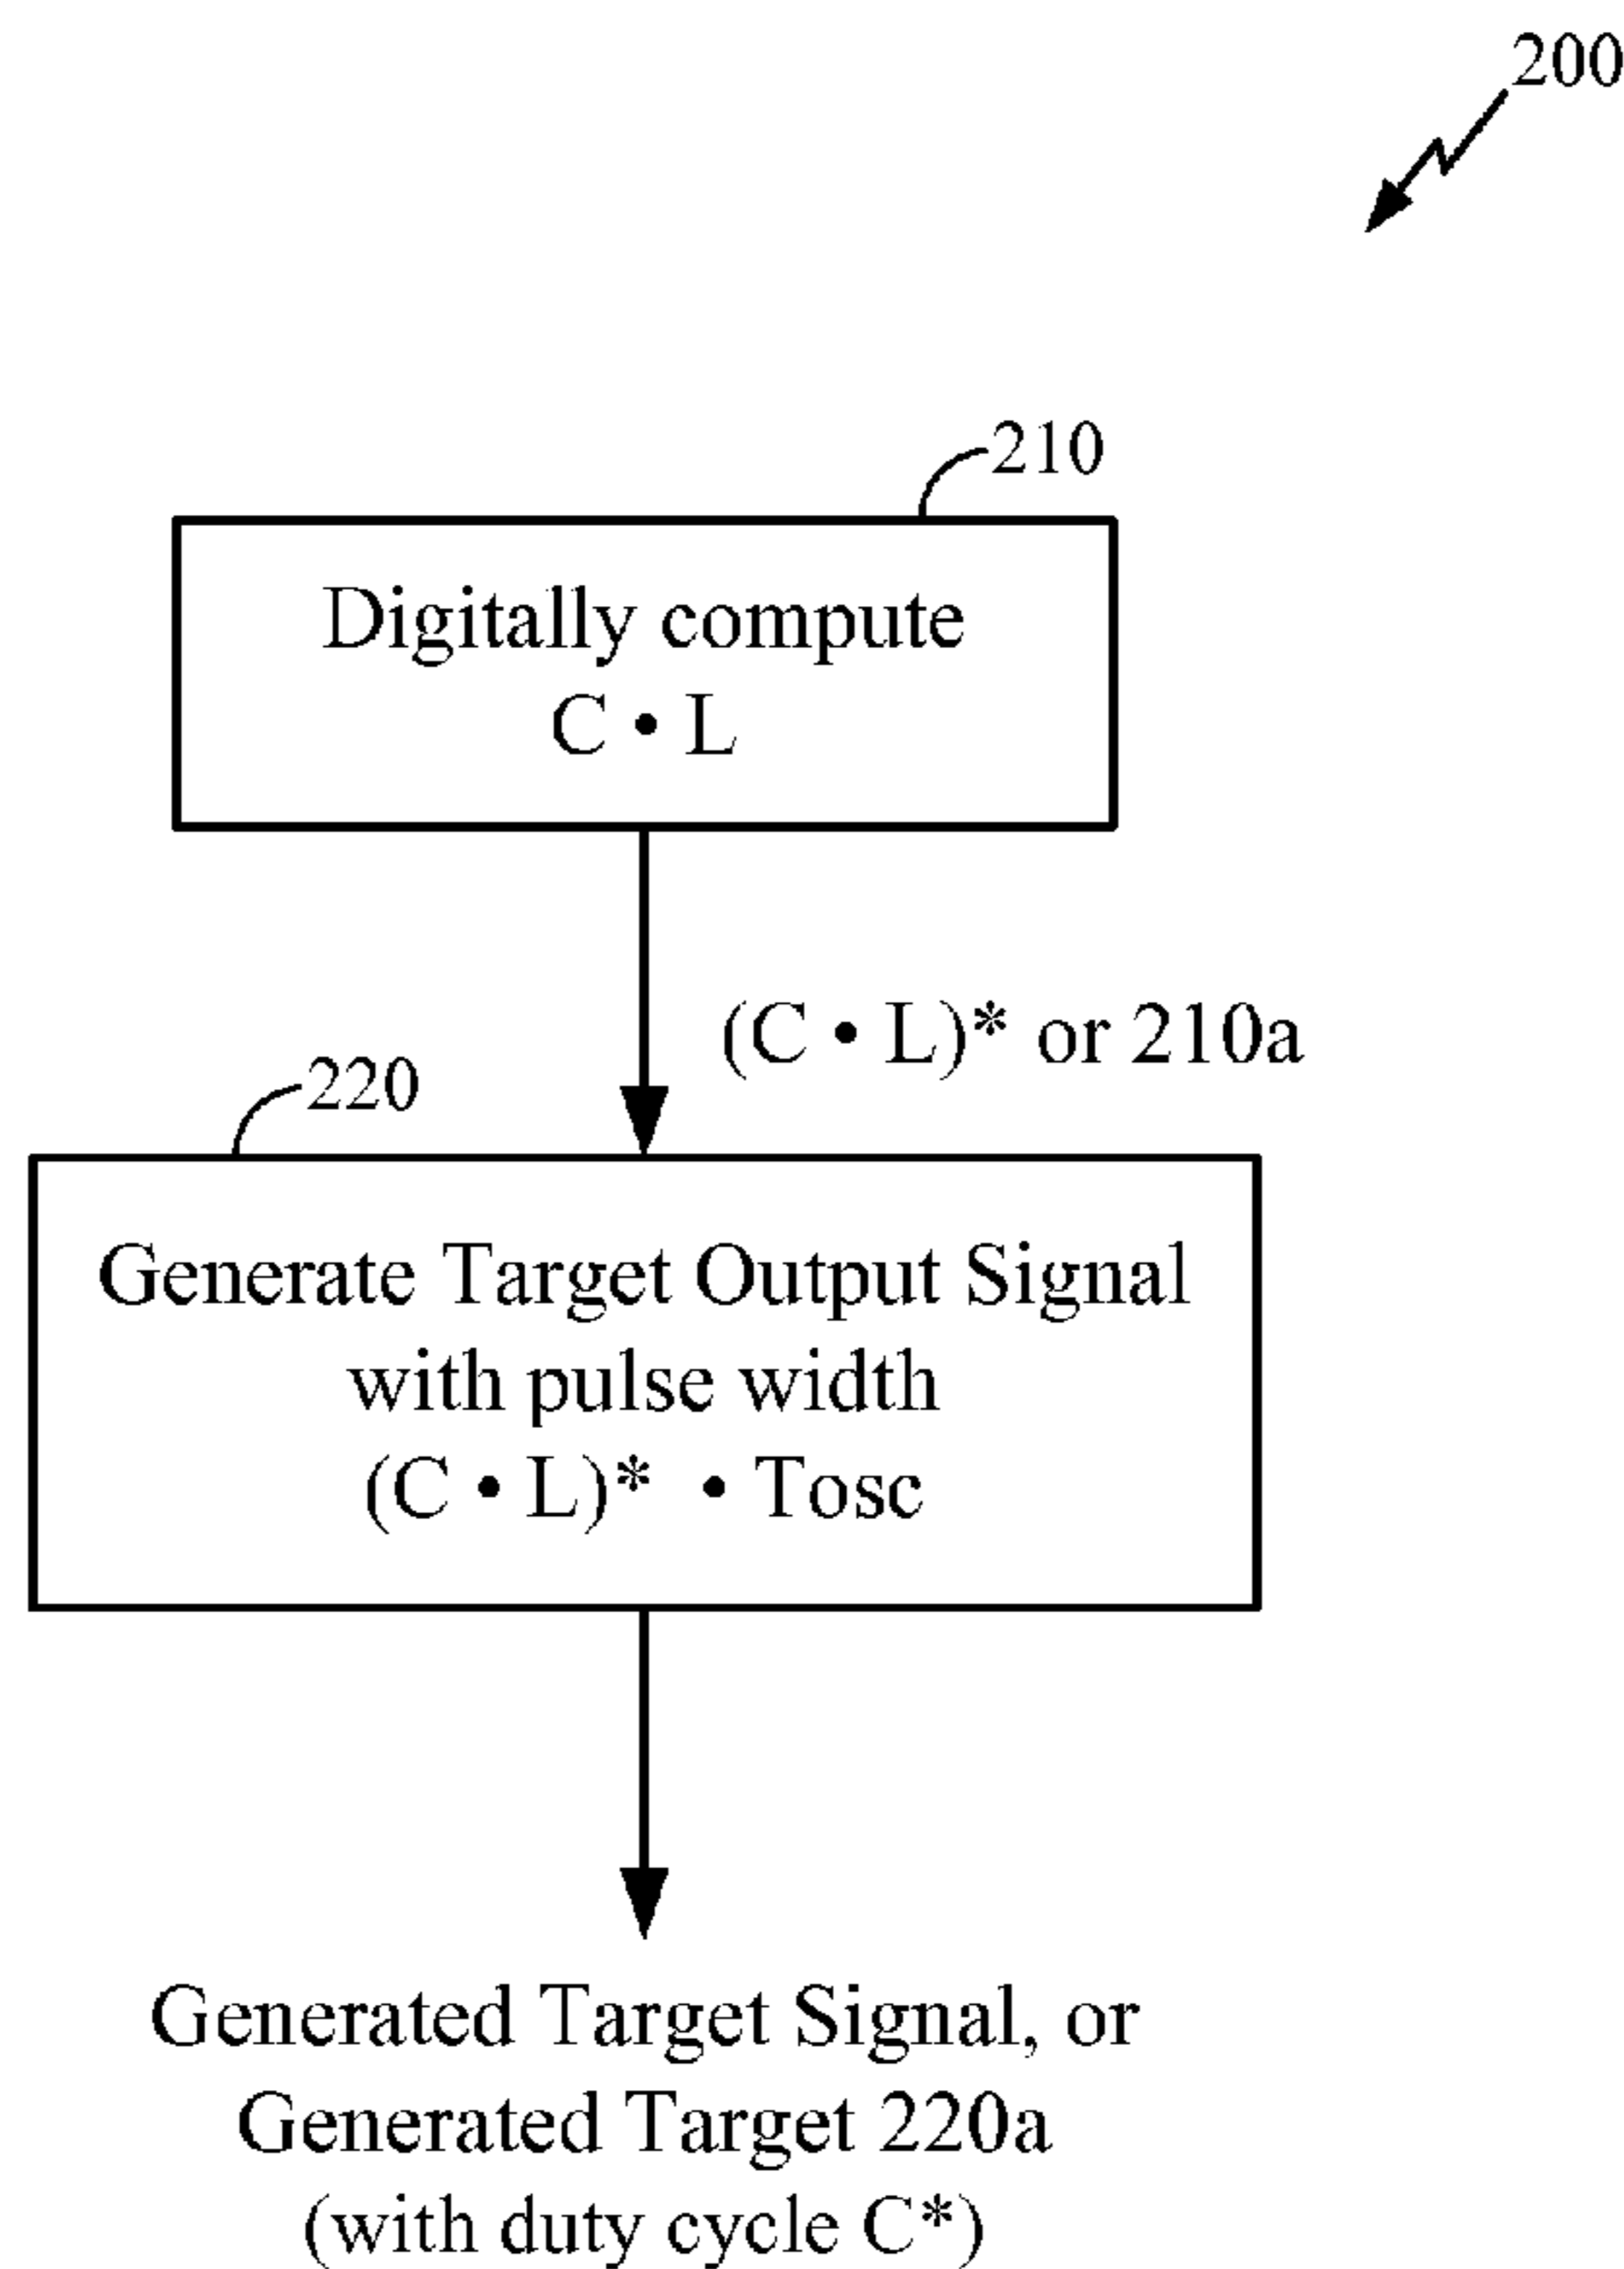 200
210
Digitally compute
C • L
(C • L)* or 210a
220
Generate Target Output Signal
with pulse width
(C • L)* • Tosc
Generated Target Signal, or
Generated Target 220a
(with duty cycle C*)